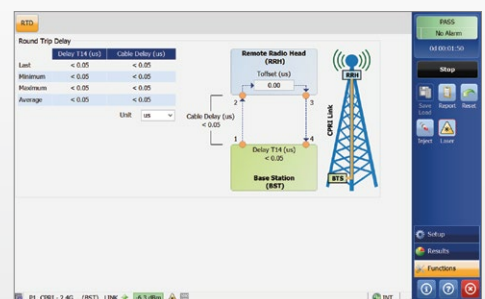 RTD
Round Trip Delay
Delay T14 (us) Cable Delay (us)
Last < 0.05 < 0.05
Minimum < 0.05 < 0.05
Maximum < 0.05 < 0.05
Average < 0.05 < 0.05
Unit us
Remote Radio Head
(RRH)
Toffset (us)
0.00
2 3
Cable Delay (us)
< 0.05
1 4
Delay T14 (us)
< 0.05
Base Station
(BST)
RRH
CPRI Link
BTS
PASS
No Alarm
0d 00:01:50
Stop
Save
Load
Report
Reset
Inject
Laser
Setup
Results
Functions
P1 CPRI - 2.4G (BST) LINK -6.3 dBm
INT